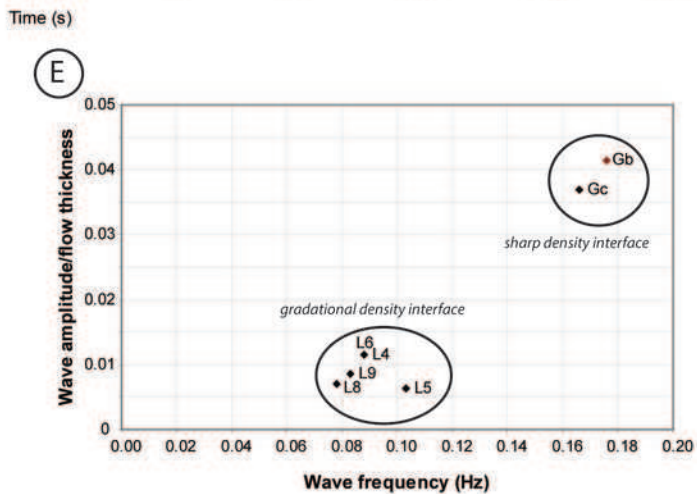 Time (s)
E
0.05
Wave amplitude/flow thickness
Gb
0.04
Gc
0.03
sharp density interface
0.02
gradational density interface
L6
L4
0.01
L9
L8
L5
0
0.00 0.02 0.04 0.06 0.08 0.10 0.12 0.14 0.16 0.18 0.20
Wave frequency (Hz)